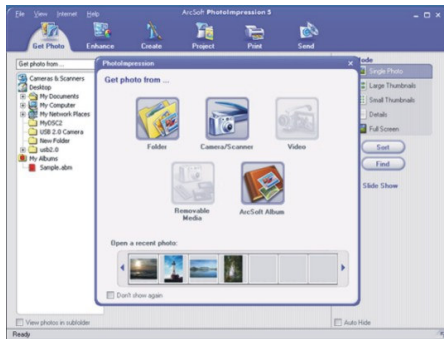 File View Internet Help
ArcSoft PhotoImpression 5
Get Photo Enhance Create Project Print Send
Get photo from ...
Cameras & Scanners
Desktop
My Documents
My Computer
My Network Places
MyDSC2
USB 2.0 Camera
New Folder
usb2.0
My Albums
Sample.abm
PhotoImpression
Get photo from ...
Folder Camera/Scanner Video
Removable Media ArcSoft Album
Open a recent photo:
Don't show again
ode
Single Photo
Large Thumbnails
Small Thumbnails
Details
Full Screen
Sort
Find
Slide Show
View photos in subfolder
Auto Hide
Ready